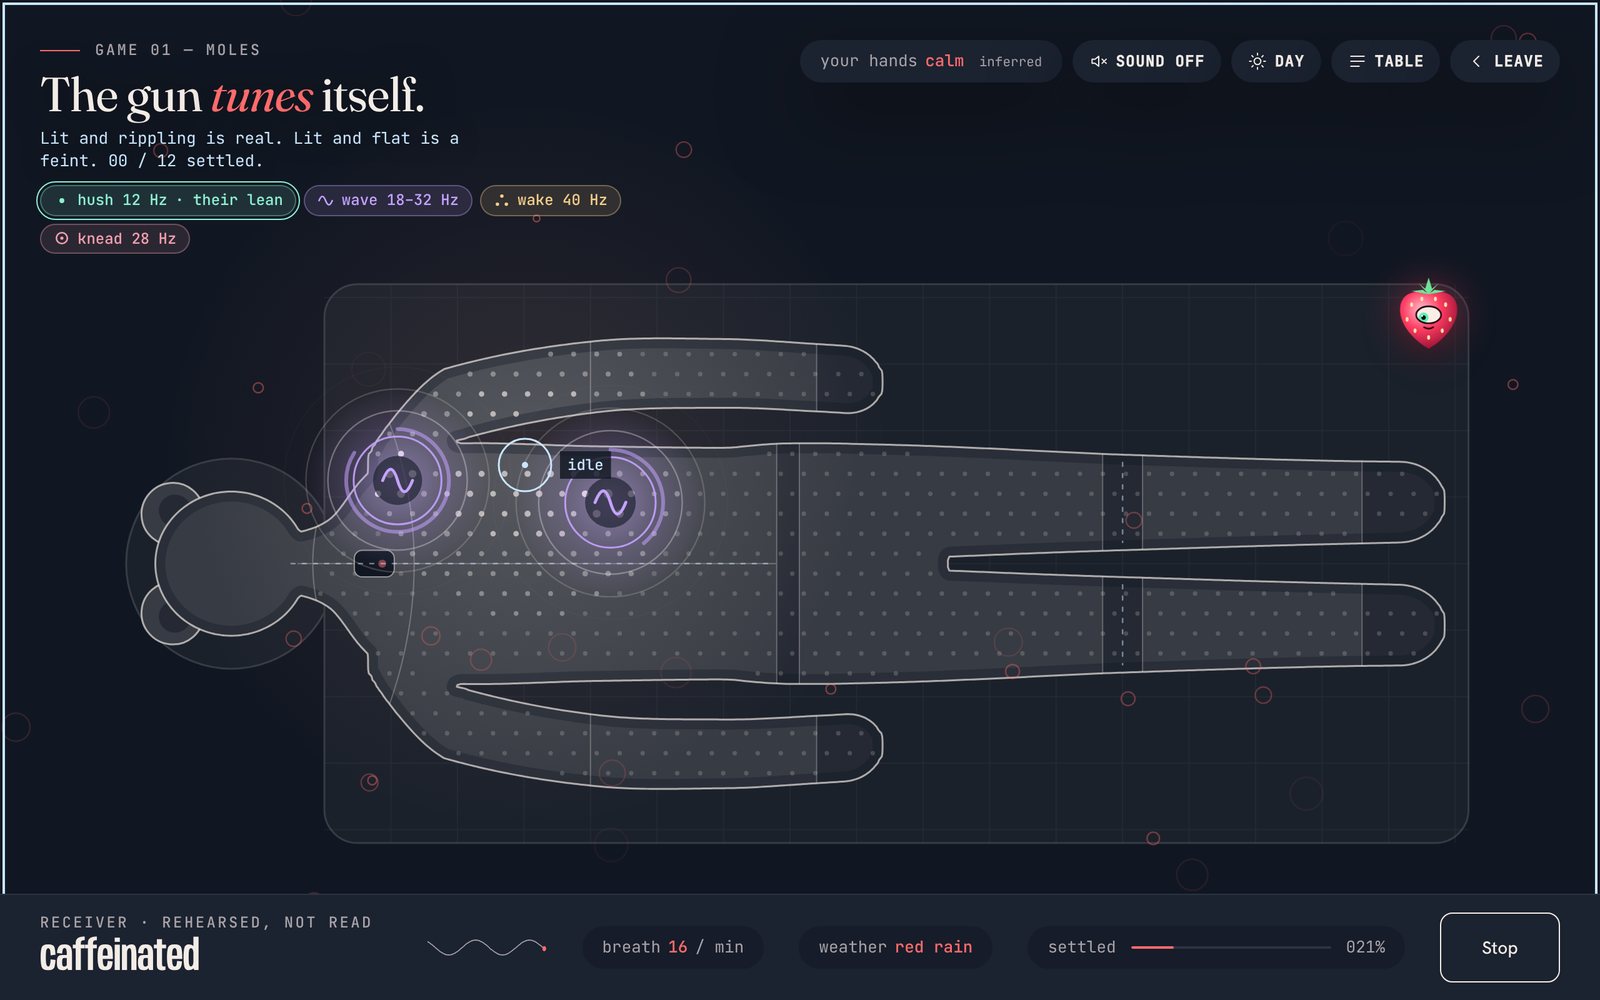 GAME 01 — MOLES
The gun tunes itself.
Lit and rippling is real. Lit and flat is a
feint. 00 / 12 settled.
hush 12 Hz · their lean
wave 18–32 Hz
wake 40 Hz
knead 28 Hz
your hands calm inferred
SOUND OFF
DAY
TABLE
LEAVE
idle
RECEIVER · REHEARSED, NOT READ
caffeinated
breath 16 / min
weather red rain
settled 021%
Stop